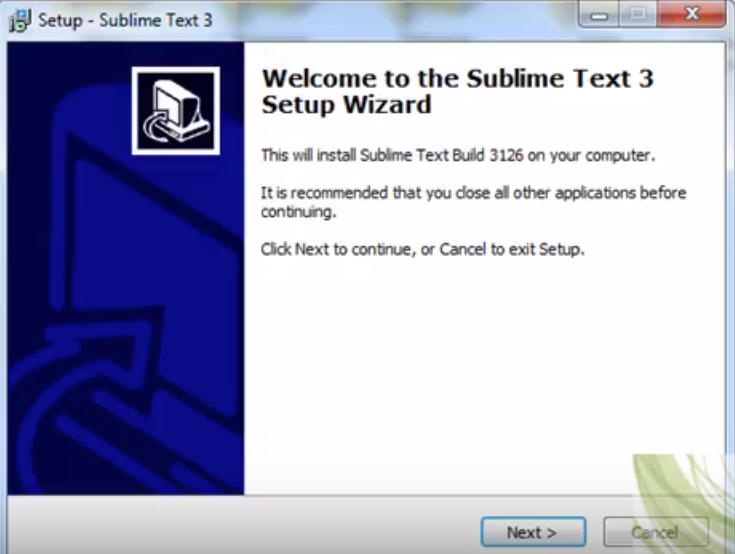 Setup - Sublime Text 3
Welcome to the Sublime Text 3
Setup Wizard
This will install Sublime Text Build 3126 on your computer.
It is recommended that you close all other applications before
continuing.
Click Next to continue, or Cancel to exit Setup.
Next >
Cancel